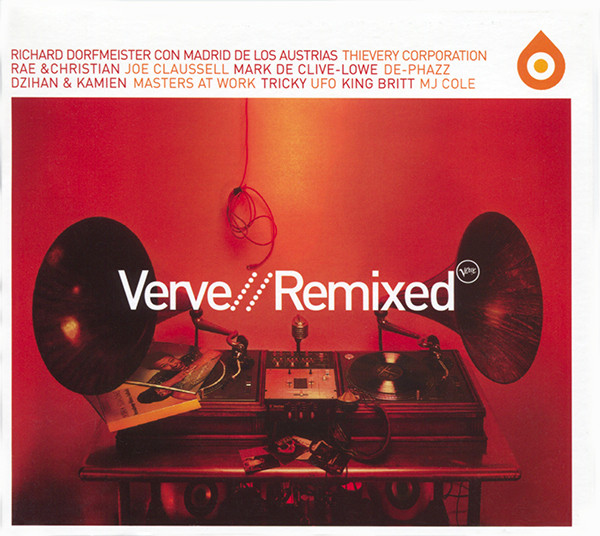 RICHARD DORFMEISTER CON MADRID DE LOS AUSTRIAS THIEVERY CORPORATION
RAE &CHRISTIAN JOE CLAUSSELL MARK DE CLIVE-LOWE DE-PHAZZ
DZIHAN & KAMIEN MASTERS AT WORK TRICKY UFO KING BRITT MJ COLE
Verve//Remixed
Verve